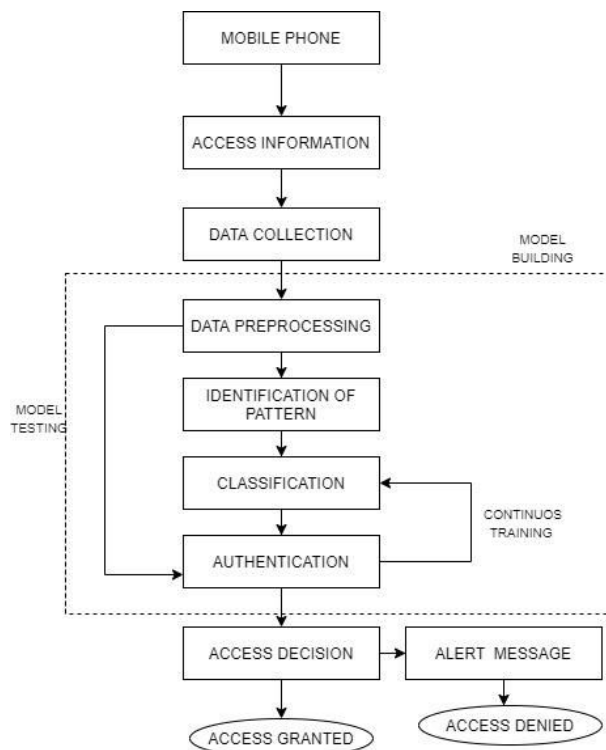 MOBILE PHONE
ACCESS INFORMATION
DATA COLLECTION
MODEL
BUILDING
DATA PREPROCESSING
IDENTIFICATION OF
PATTERN
MODEL
TESTING
CLASSIFICATION
CONTINUOS
TRAINING
AUTHENTICATION
ACCESS DECISION
ALERT MESSAGE
ACCESS GRANTED
ACCESS DENIED